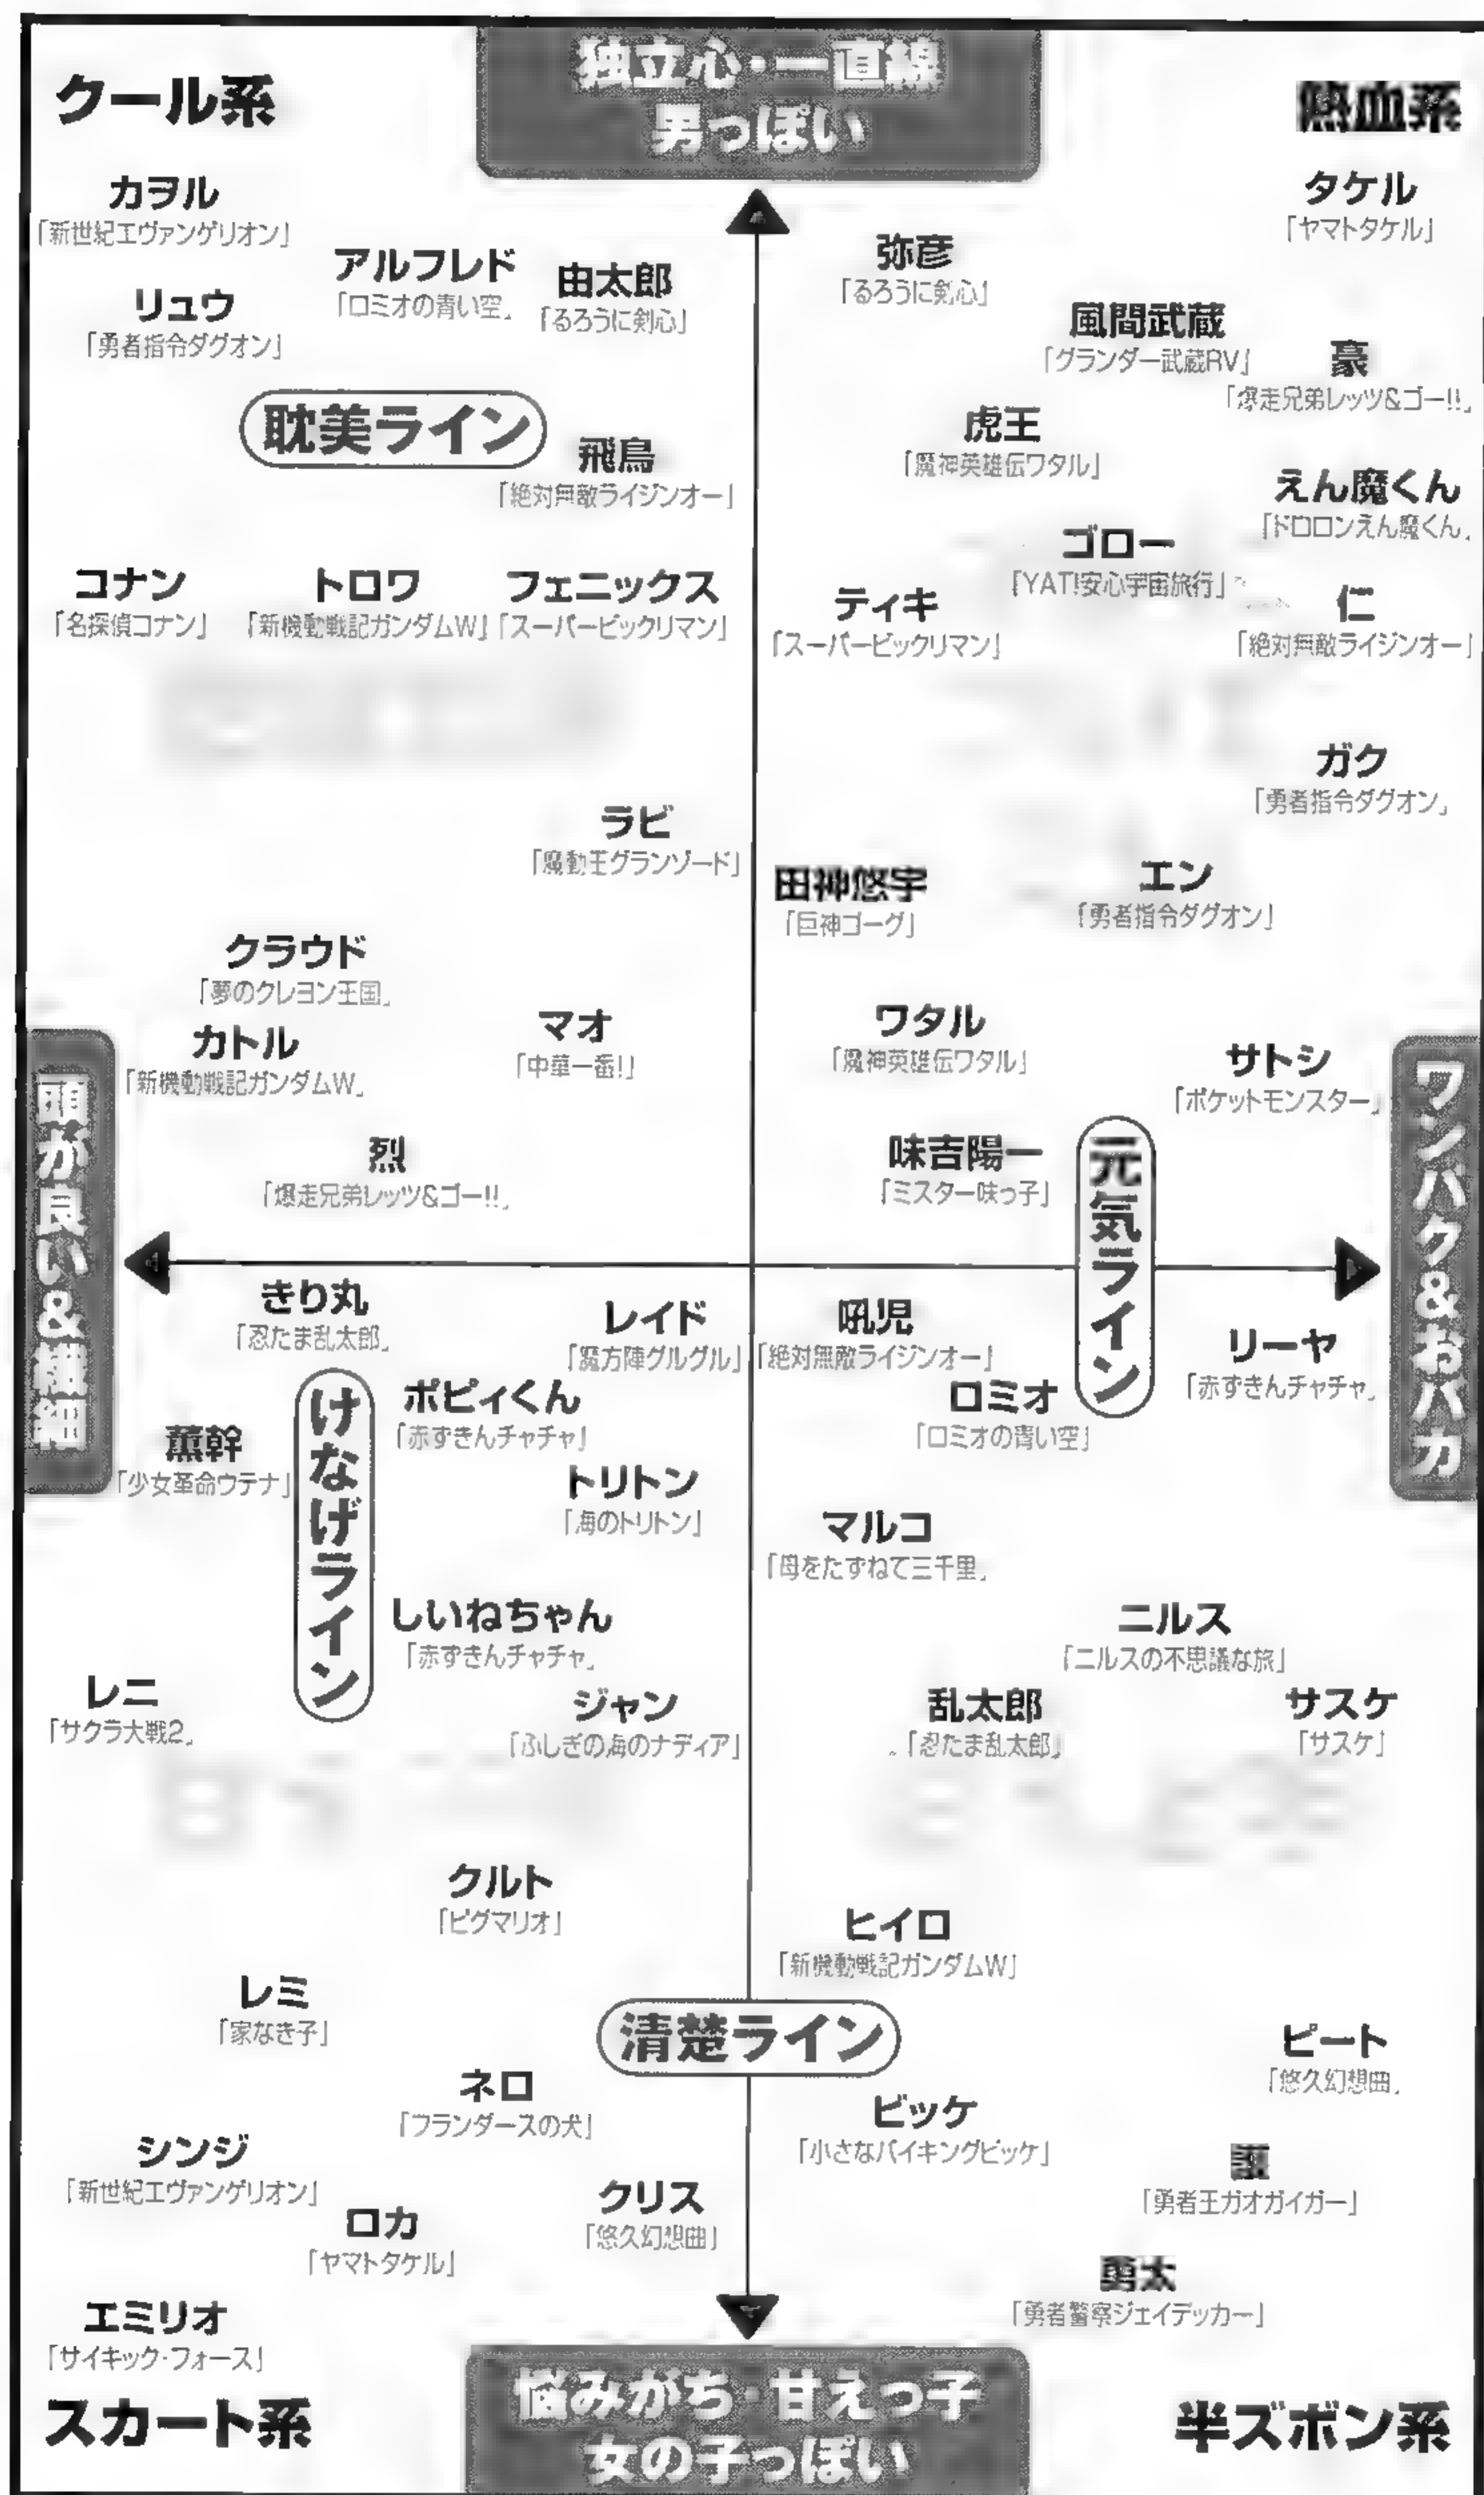 独立心・一直線
男っぽい
クール系
熱血系
カヲル
「新世紀エヴァンゲリオン」
タケル
「ヤマトタケル」
アルフレド
「ロミオの青い空」
由太郎
「るろうに剣心」
弥彦
「るろうに剣心」
リュウ
「勇者指令ダグオン」
風間武蔵
「グランダー武蔵RV」
豪
「爆走兄弟レッツ&ゴー!!」
耽美ライン
飛鳥
「絶対無敵ライジンオー」
虎王
「魔神英雄伝ワタル」
えん魔くん
「ドロロンえん魔くん」
コナン
「名探偵コナン」
トロワ
「新機動戦記ガンダムW」
フェニックス
「スーパービックリマン」
ゴロー
「YAT!安心宇宙旅行」
ティキ
「スーパービックリマン」
仁
「絶対無敵ライジンオー」
ガク
「勇者指令ダグオン」
ラビ
「魔動王グランゾード」
田神悠宇
「巨神ゴーグ」
エン
「勇者指令ダグオン」
クラウド
「夢のクレヨン王国」
カトル
「新機動戦記ガンダムW」
マオ
「中華一番!」
ワタル
「魔神英雄伝ワタル」
サトシ
「ポケットモンスター」
烈
「爆走兄弟レッツ&ゴー!!」
味吉陽一
「ミスター味っ子」
元気ライン
頭が良い&繊細
ワンパク&おバカ
きり丸
「忍たま乱太郎」
レイド
「魔方陣グルグル」
吼児
「絶対無敵ライジンオー」
リーヤ
「赤ずきんチャチャ」
けなげライン
ポピィくん
「赤ずきんチャチャ」
ロミオ
「ロミオの青い空」
薫幹
「少女革命ウテナ」
トリトン
「海のトリトン」
マルコ
「母をたずねて三千里」
しいねちゃん
「赤ずきんチャチャ」
ニルス
「ニルスの不思議な旅」
レニ
「サクラ大戦2」
ジャン
「ふしぎの海のナディア」
乱太郎
「忍たま乱太郎」
サスケ
「サスケ」
クルト
「ピグマリオ」
ヒイロ
「新機動戦記ガンダムW」
レミ
「家なき子」
清楚ライン
ピート
「悠久幻想曲」
ネロ
「フランダースの犬」
ビッケ
「小さなバイキングビッケ」
シンジ
「新世紀エヴァンゲリオン」
護
「勇者王ガオガイガー」
クリス
「悠久幻想曲」
ロカ
「ヤマトタケル」
勇太
「勇者警察ジェイデッカー」
エミリオ
「サイキック・フォース」
スカート系
悩みがち・甘えっ子
女の子っぽい
半ズボン系